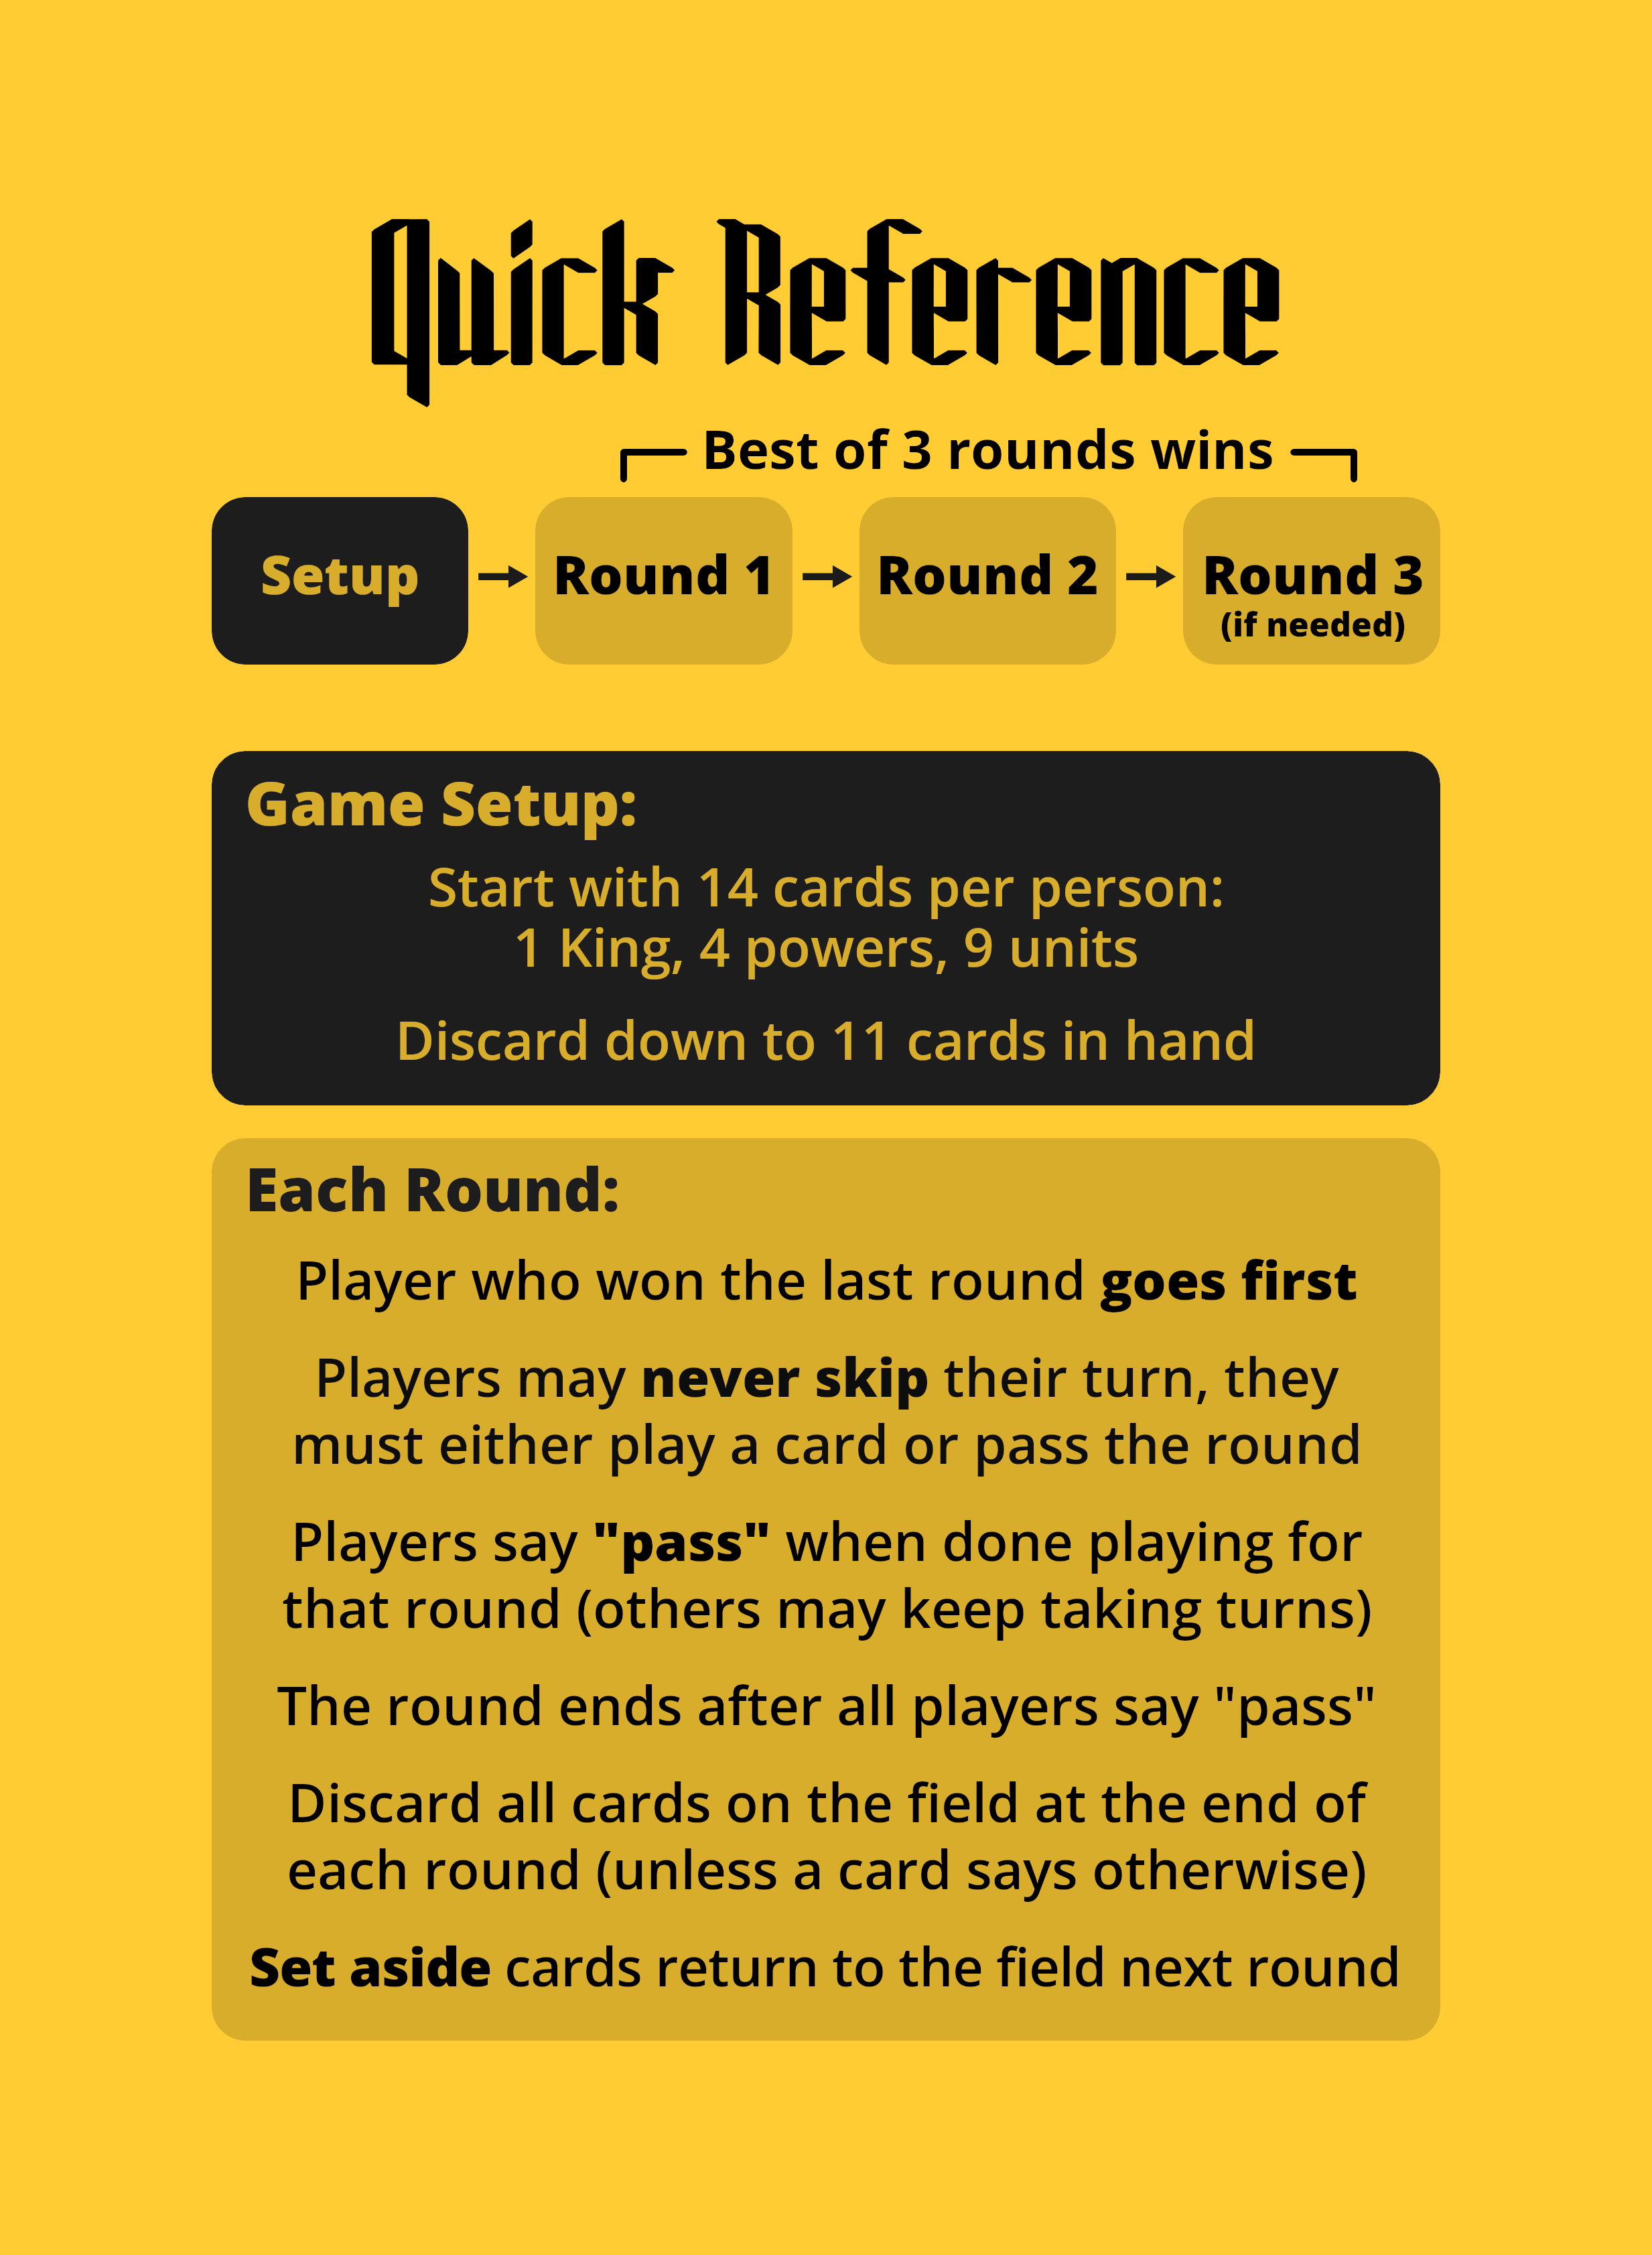 Quick Reference
Best of 3 rounds wins
Setup
Round 1
Round 2
Round 3
(if needed)
Game Setup:
Start with 14 cards per person:
1 King, 4 powers, 9 units
Discard down to 11 cards in hand
Each Round:
Player who won the last round goes first
Players may never skip their turn, they
must either play a card or pass the round
Players say "pass" when done playing for
that round (others may keep taking turns)
The round ends after all players say "pass"
Discard all cards on the field at the end of
each round (unless a card says otherwise)
Set aside cards return to the field next round